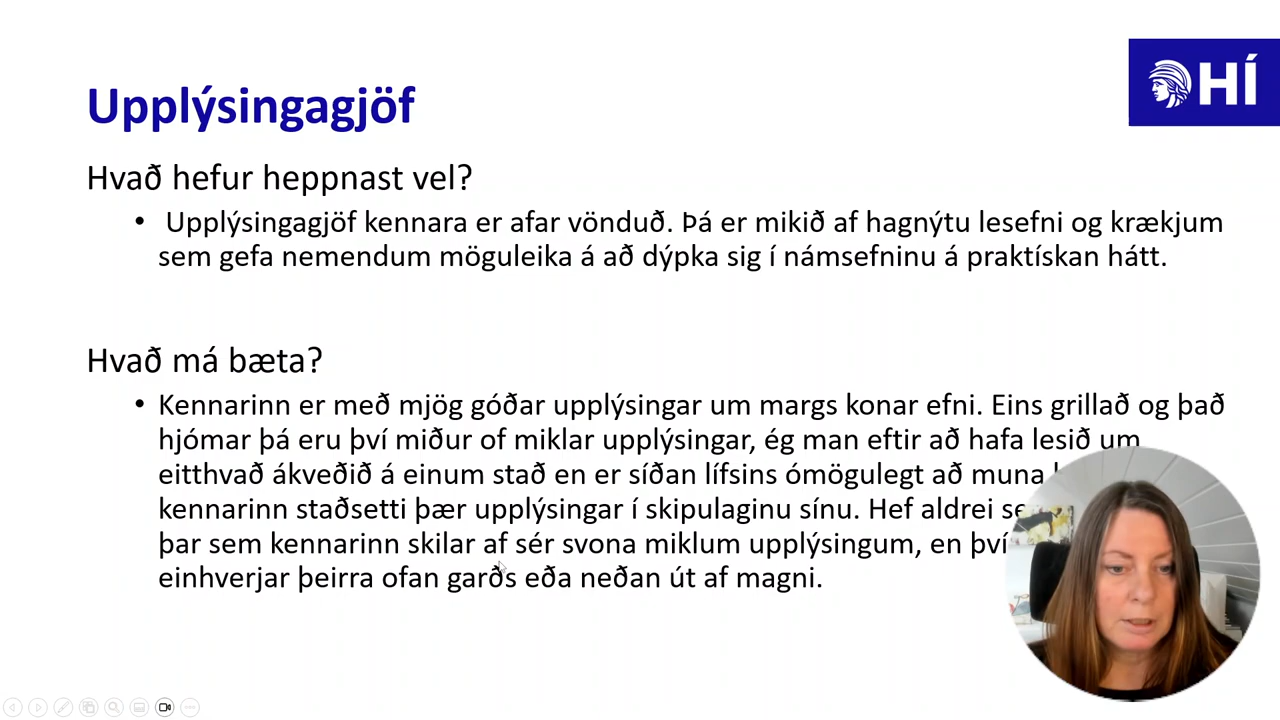 HÍ
Upplýsingagjöf
Hvað hefur heppnast vel?
• Upplýsingagjöf kennara er afar vönduð. Þá er mikið af hagnýtu lesefni og krækjum
sem gefa nemendum möguleika á að dýpka sig í námsefninu á praktískan hátt.
Hvað má bæta?
• Kennarinn er með mjög góðar upplýsingar um margs konar efni. Eins grillað og það
hjómar þá eru því miður of miklar upplýsingar, ég man eftir að hafa lesið um
eitthvað ákveðið á einum stað en er síðan lífsins ómögulegt að muna
kennarinn staðsetti þær upplýsingar í skipulaginu sínu. Hef aldrei
þar sem kennarinn skilar af sér svona miklum upplýsingum, en því
einhverjar þeirra ofan garðs eða neðan út af magni.